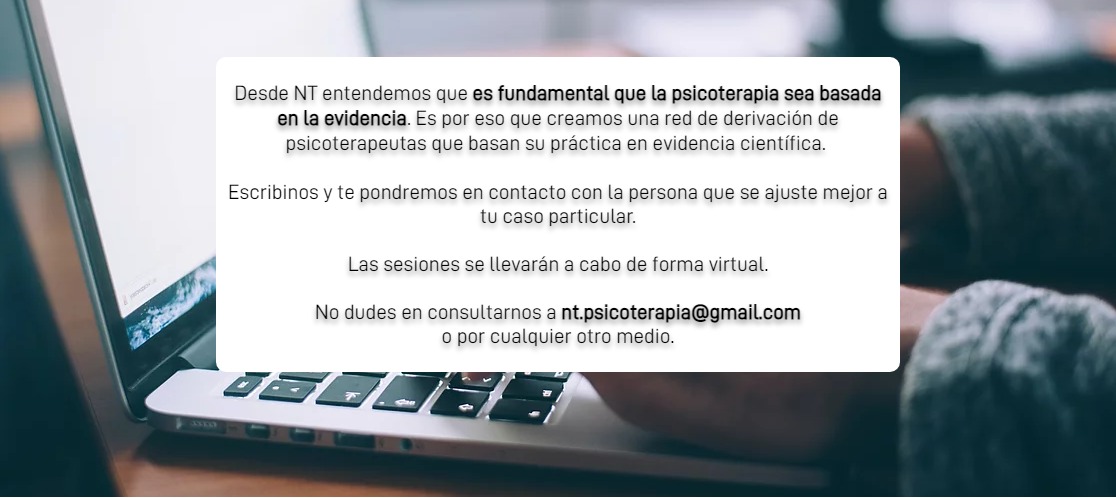 Desde NT entendemos que es fundamental que la psicoterapia sea basada
en la evidencia. Es por eso que creamos una red de derivación de
psicoterapeutas que basan su práctica en evidencia científica.
Escribinos y te pondremos en contacto con la persona que se ajuste mejor a
tu caso particular.
Las sesiones se llevarán a cabo de forma virtual.
No dudes en consultarnos a nt.psicoterapia@gmail.com
o por cualquier otro medio.